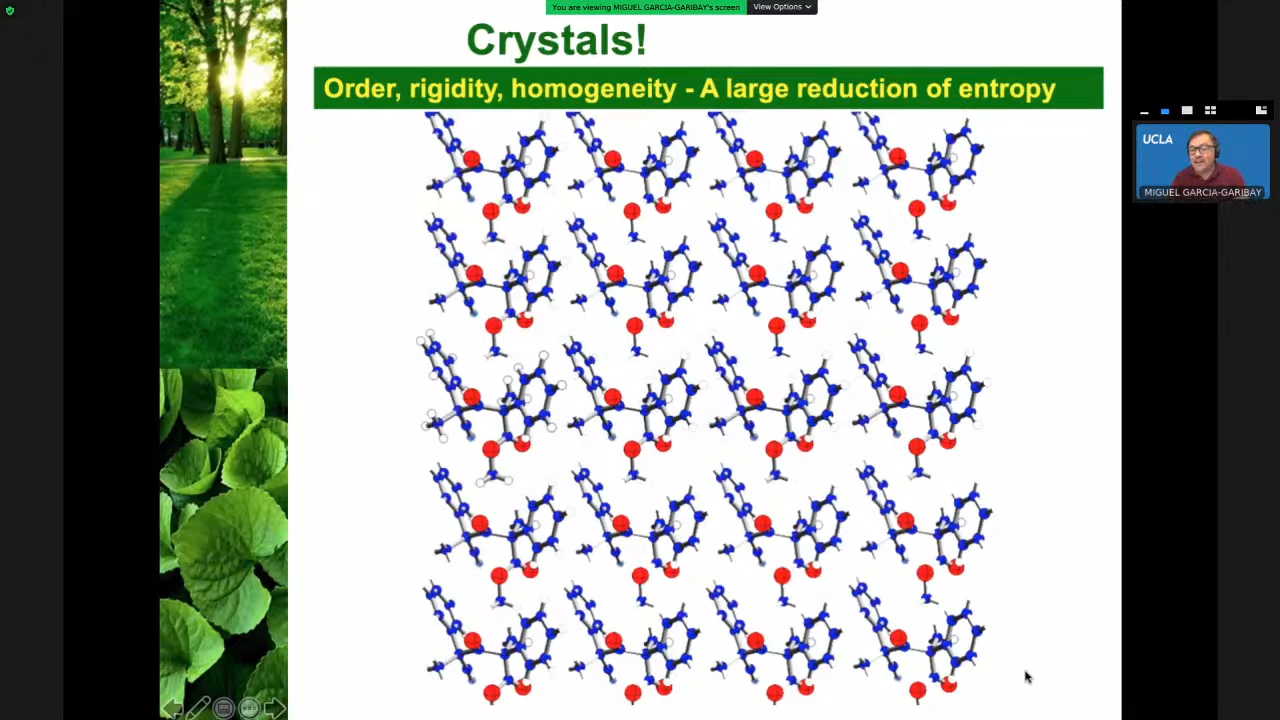 You are viewing MIGUEL GARCIA-GARIBAY's screen
View Options
Crystals!
Order, rigidity, homogeneity - A large reduction of entropy
UCLA
MIGUEL GARCIA-GARIBAY